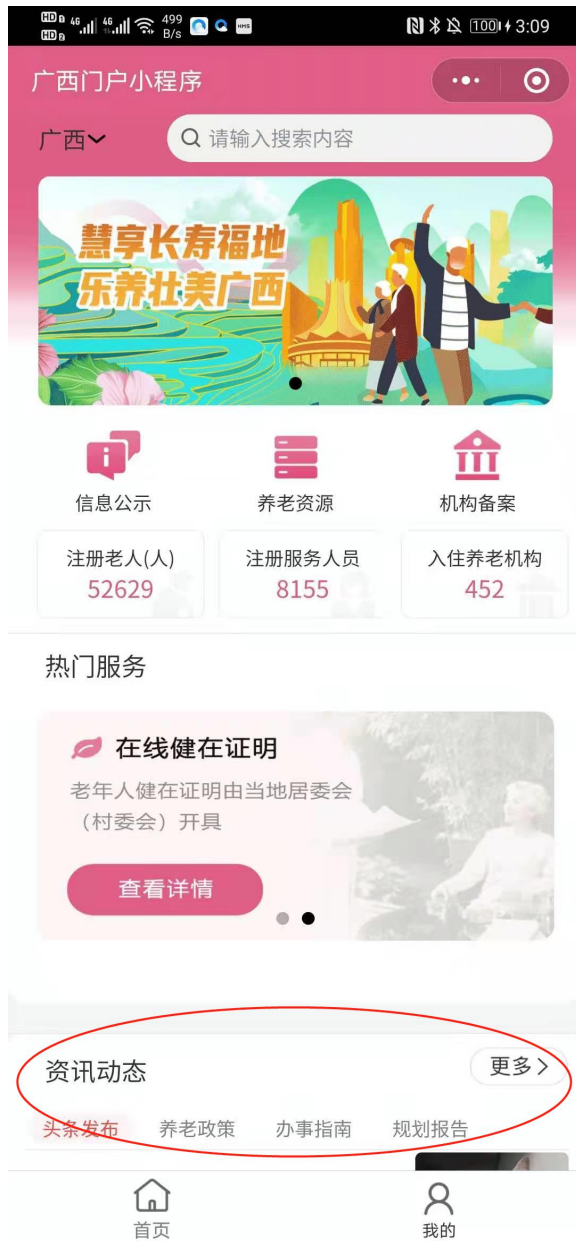 HD 46 46 499 B/s HMS 100 3:09
广西门户小程序
广西 请输入搜索内容
慧享长寿福地
乐养壮美广西
信息公示 养老资源 机构备案
注册老人(人) 注册服务人员 入住养老机构
52629 8155 452
热门服务
在线健在证明
老年人健在证明由当地居委会
（村委会）开具
查看详情
资讯动态 更多
头条发布 养老政策 办事指南 规划报告
首页 我的